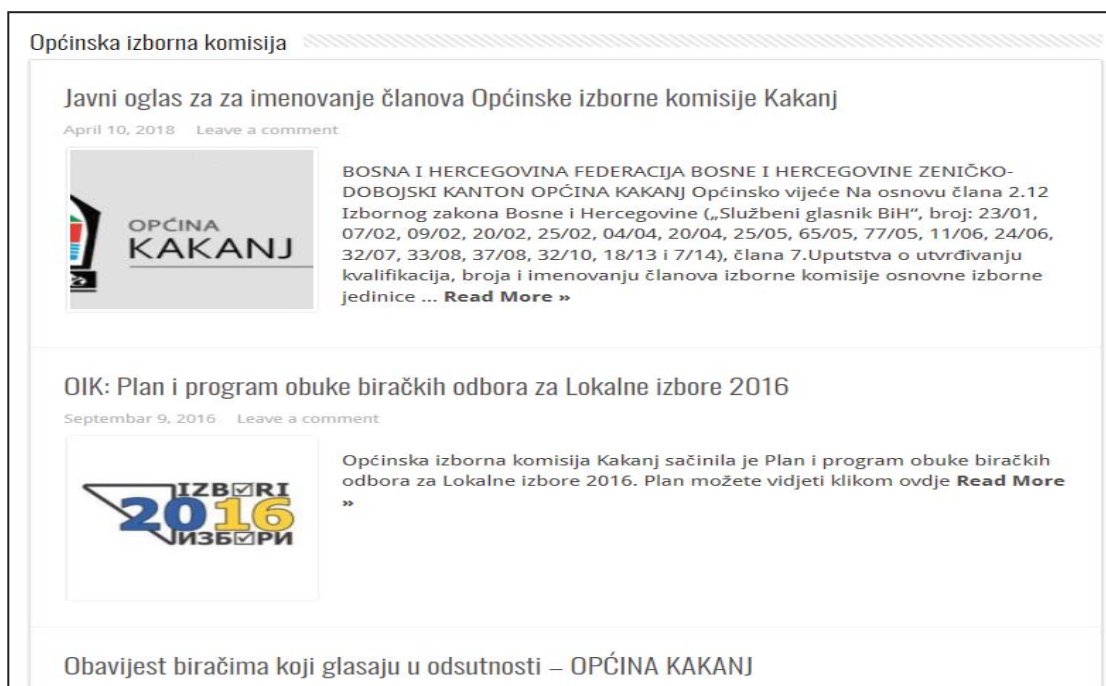 Općinska izborna komisija
Javni oglas za za imenovanje članova Općinske izborne komisije Kakanj
April 10, 2018 Leave a comment
OPĆINA
KAKANJ
BOSNA I HERCEGOVINA FEDERACIJA BOSNE I HERCEGOVINE ZENIČKO-
DOBOJSKI KANTON OPĆINA KAKANJ Općinsko vijeće Na osnovu člana 2.12
Izbornog zakona Bosne i Hercegovine („Službeni glasnik BiH“, broj: 23/01,
07/02, 09/02, 20/02, 25/02, 04/04, 20/04, 25/05, 65/05, 77/05, 11/06, 24/06,
32/07, 33/08, 37/08, 32/10, 18/13 i 7/14), člana 7.Uputstva o utvrđivanju
kvalifikacija, broja i imenovanju članova izborne komisije osnovne izborne
jedinice ... Read More »
OIK: Plan i program obuke biračkih odbora za Lokalne izbore 2016
Septembar 9, 2016 Leave a comment
IZBORI
2016
ИЗБОРИ
Općinska izborna komisija Kakanj sačinila je Plan i program obuke biračkih
odbora za Lokalne izbore 2016. Plan možete vidjeti klikom ovdje Read More
»
Obavijest biračima koji glasaju u odsutnosti – OPĆINA KAKANJ